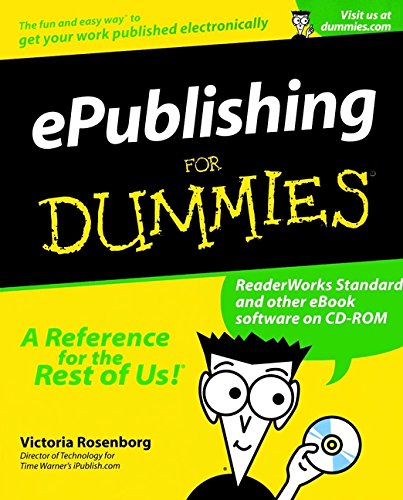 The fun and easy way™ to
get your work published electronically
Visit us at
dummies.com
ePublishing
FOR
DUMMIES®
ReaderWorks Standard
and other eBook
software on CD-ROM
A Reference
for the
Rest of Us!®
Victoria Rosenborg
Director of Technology for
Time Warner's iPublish.com